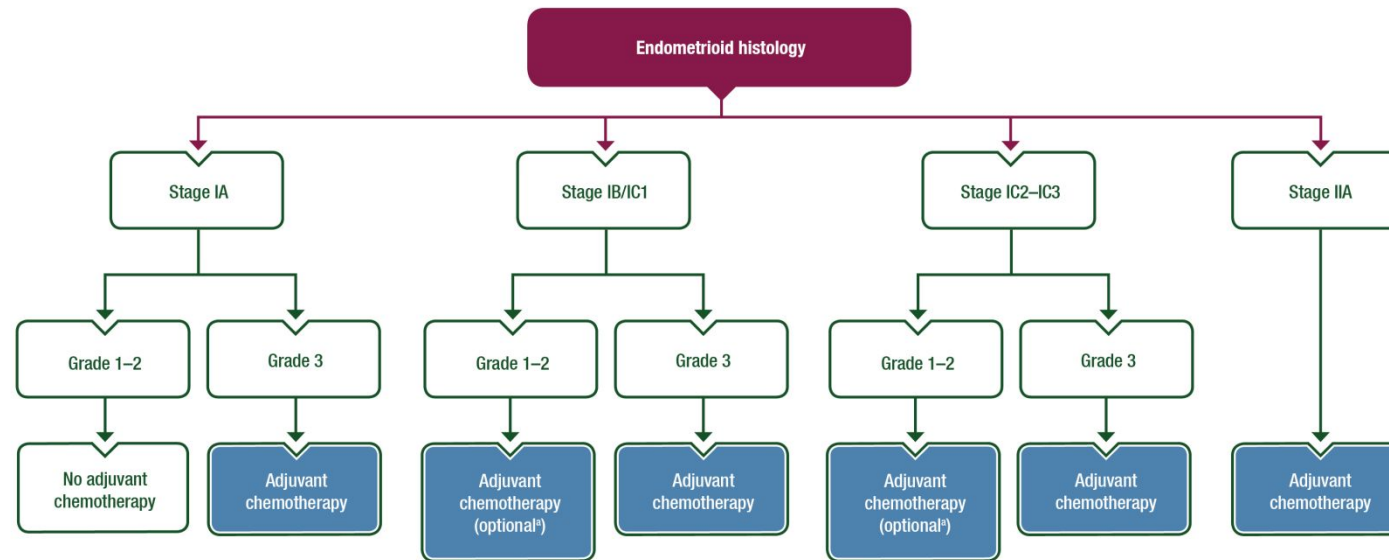 Endometrioid histology
Stage IA
Stage IB/IC1
Stage IC2–IC3
Stage IIA
Grade 1–2
Grade 3
Grade 1–2
Grade 3
Grade 1–2
Grade 3
No adjuvant
chemotherapy
Adjuvant
chemotherapy
Adjuvant
chemotherapy
(optionalᵃ)
Adjuvant
chemotherapy
Adjuvant
chemotherapy
(optionalᵃ)
Adjuvant
chemotherapy
Adjuvant
chemotherapy